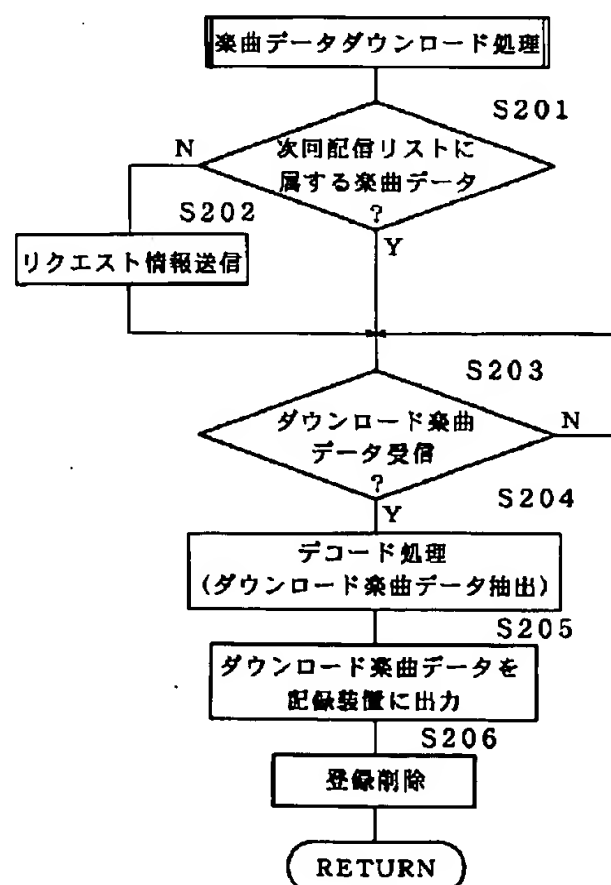 楽曲データダウンロード処理
S201
N
次回配信リストに
属する楽曲データ
?
S202
Y
リクエスト情報送信
S203
ダウンロード楽曲
データ受信
?
N
S204
Y
デコード処理
(ダウンロード楽曲データ抽出)
S205
ダウンロード楽曲データを
記録装置に出力
S206
登録削除
RETURN